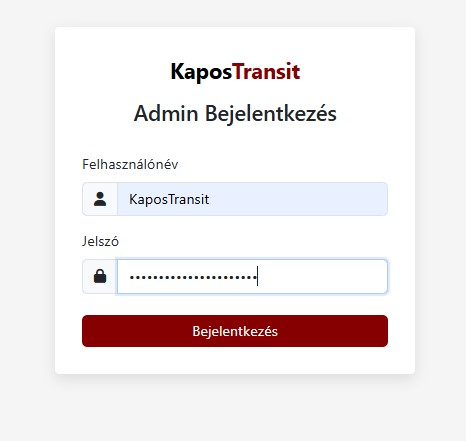 KaposTransit
Admin Bejelentkezés
Felhasználónév
KaposTransit
Jelszó
••••••••••••••••••••••
Bejelentkezés